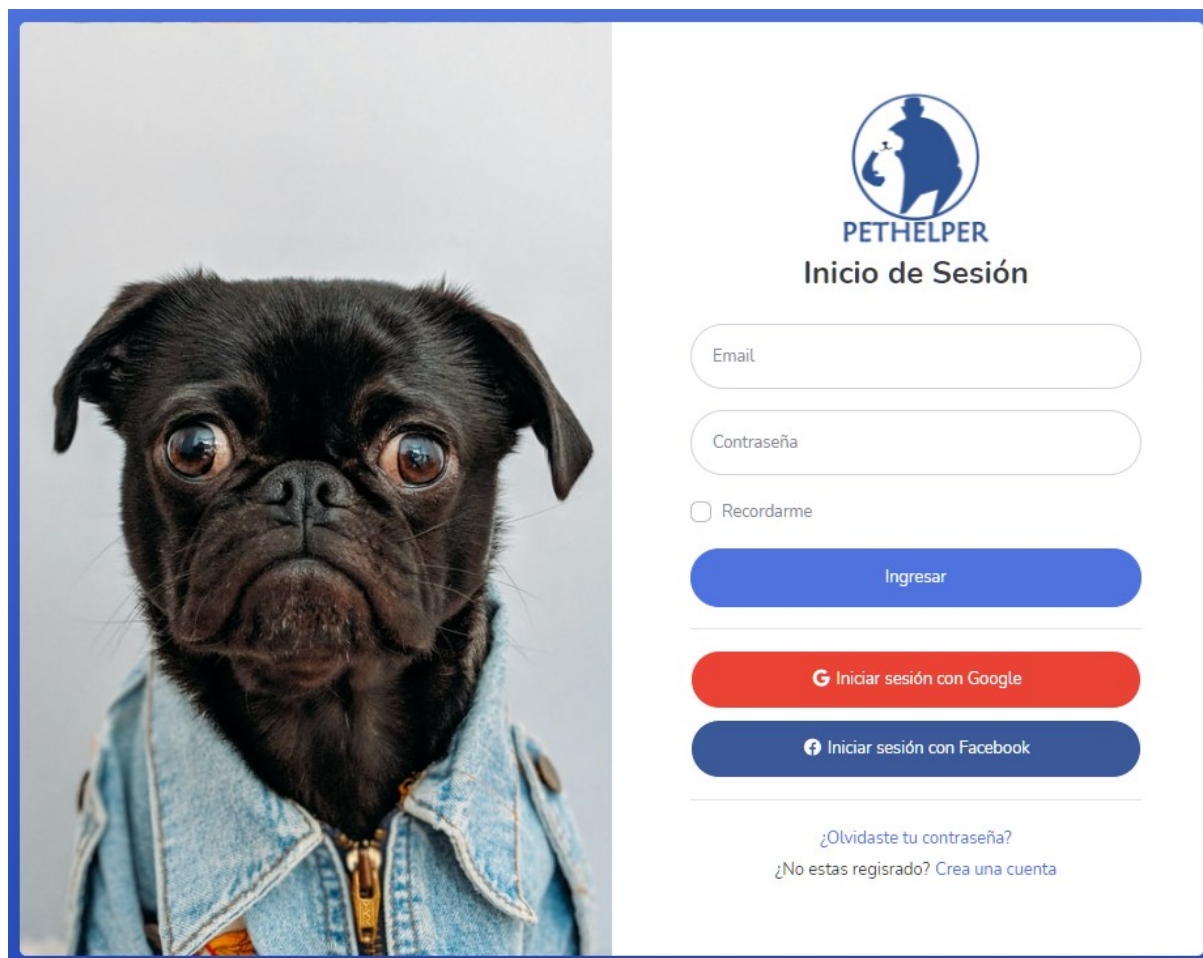 PETHELPER
Inicio de Sesión
Email
Contraseña
Recordarme
Ingresar
Iniciar sesión con Google
Iniciar sesión con Facebook
¿Olvidaste tu contraseña?
¿No estas regisrado? Crea una cuenta